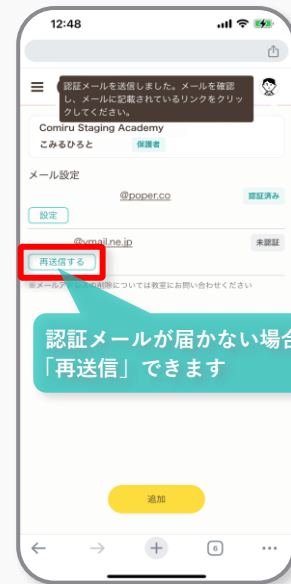 12:48
認証メールを送信しました。メールを確認
し、メールに記載されているリンクをクリッ
クしてください。
Comiru Staging Academy
こみるひろと 保護者
メール設定
@poper.co 認証済み
設定
@ymail.ne.jp 未認証
再送信する
※メールアドレスの削除については教室にお問い合わせください
認証メールが届かない場合
「再送信」できます
追加
6